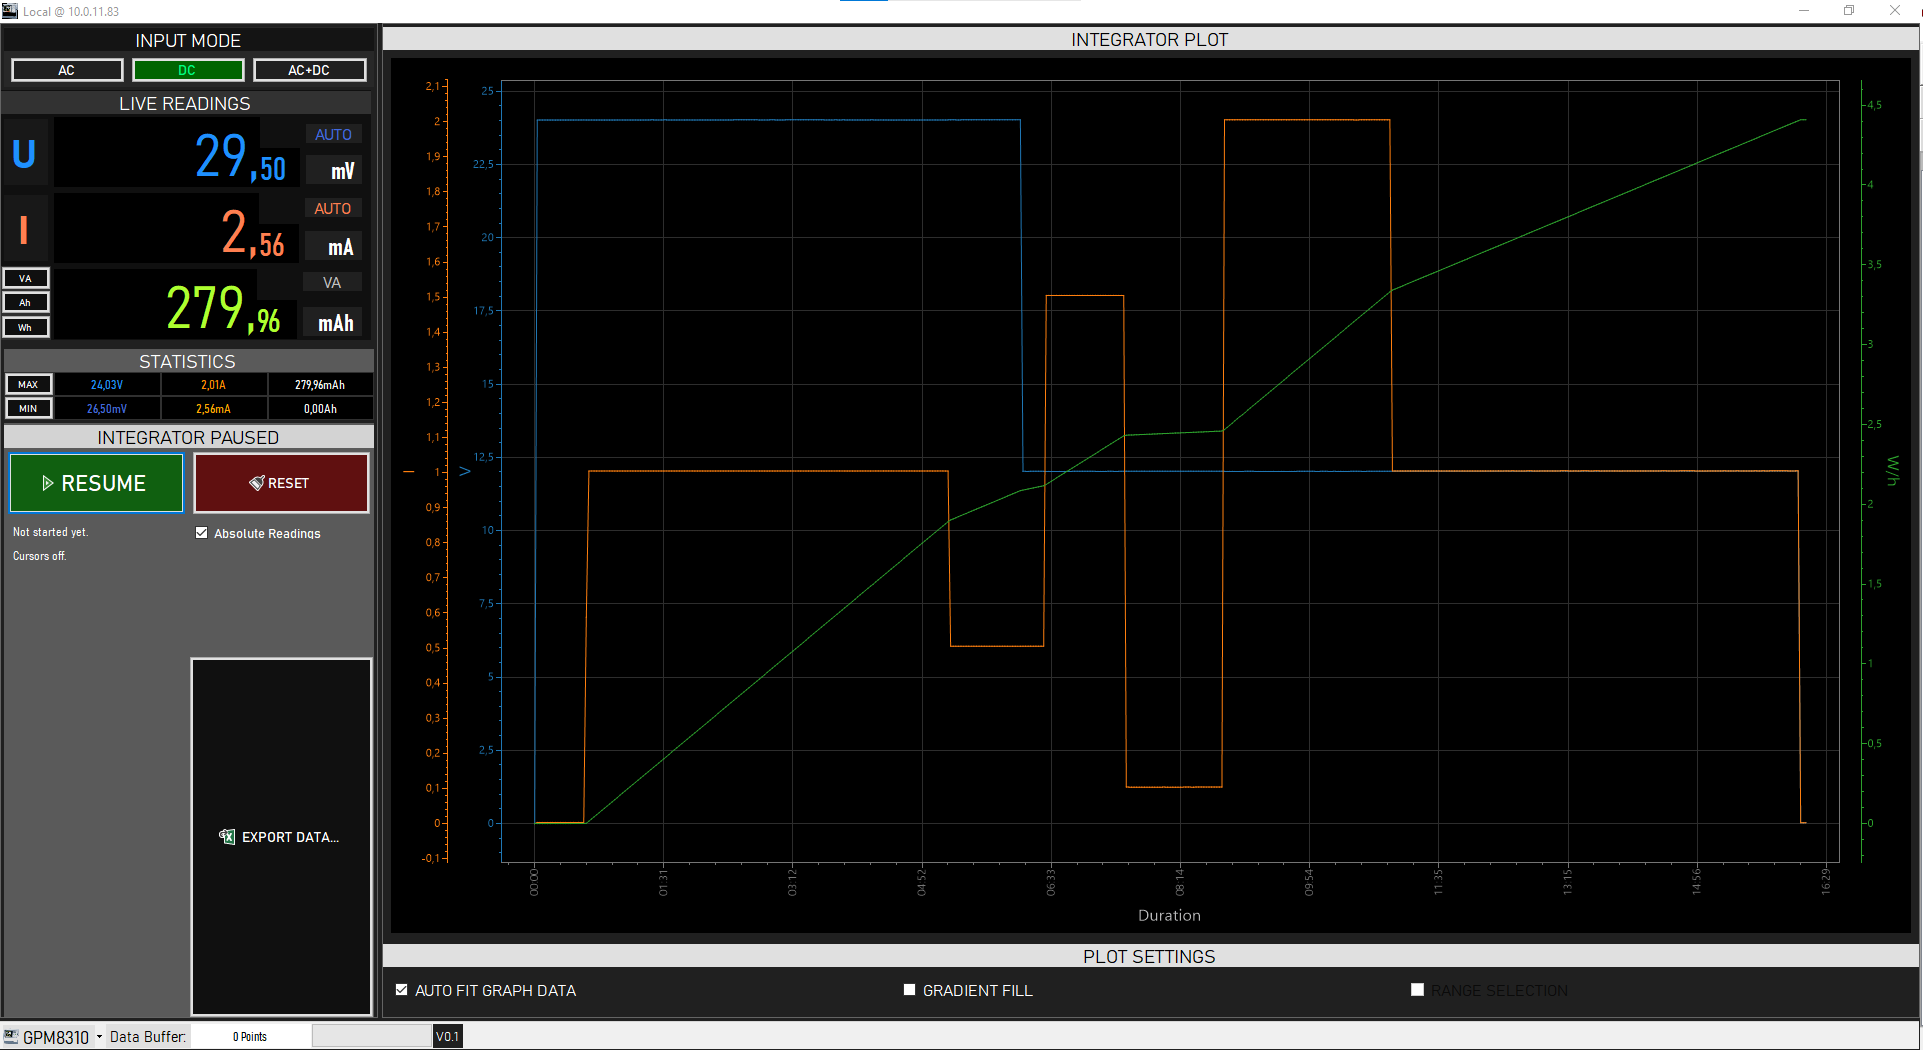 Local @ 10.0.11.83
INPUT MODE
AC DC AC+DC
LIVE READINGS
U 29,50 AUTO mV
I 2,56 AUTO mA
VA
Ah
Wh
279,96 VA mAh
STATISTICS
MAX 24,03V 2,01A 279,96mAh
MIN 26,50mV 2,56mA 0,00Ah
INTEGRATOR PAUSED
RESUME RESET
Not started yet. Absolute Readings
Cursors off.
EXPORT DATA...
INTEGRATOR PLOT
2,1
2
1,9
1,8
1,7
1,6
1,5
1,4
1,3
1,2
1,1
1
0,9
0,8
0,7
0,6
0,5
0,4
0,3
0,2
0,1
0
-0,1
I
25
22,5
20
17,5
15
12,5
10
7,5
5
2,5
0
V
4,5
4
3,5
3
2,5
2
1,5
1
0,5
0
W/h
00:00 01:31 03:12 04:52 06:33 08:14 09:54 11:35 13:15 14:56 16:29
Duration
PLOT SETTINGS
AUTO FIT GRAPH DATA GRADIENT FILL RANGE SELECTION
GPM8310 Data Buffer: 0 Points V0.1